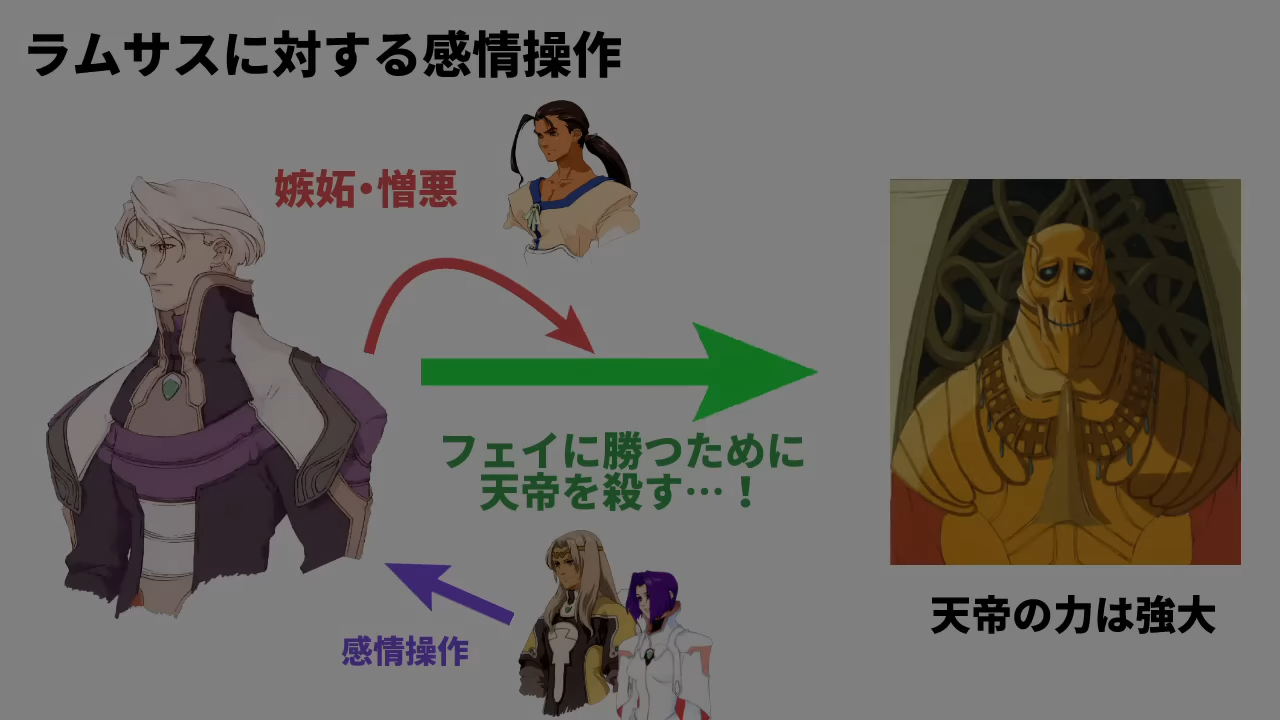 ラムサスに対する感情操作
嫉妬・憎悪
フェイに勝つために
天帝を殺す…！
感情操作
天帝の力は強大